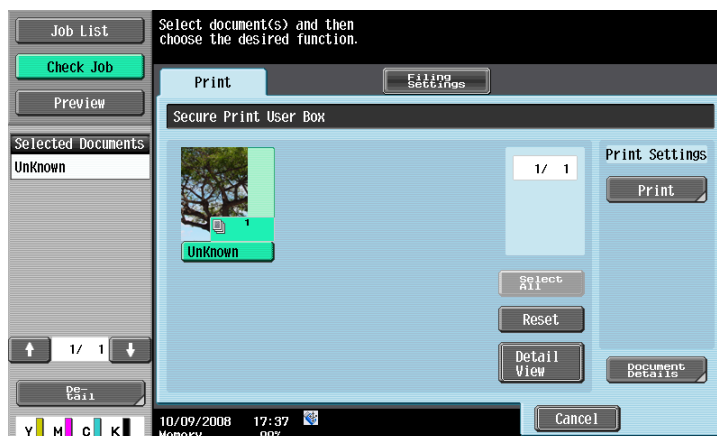 Job List
Check Job
Preview
Selected Documents
UnKnown
1/ 1
De-
tail
Y M C K
Select document(s) and then
choose the desired function.
Print
Filing
Settings
Secure Print User Box
1
UnKnown
1/ 1
Select
All
Reset
Detail
View
Print Settings
Print
Document
Details
10/09/2008 17:37
Memory 99%
Cancel